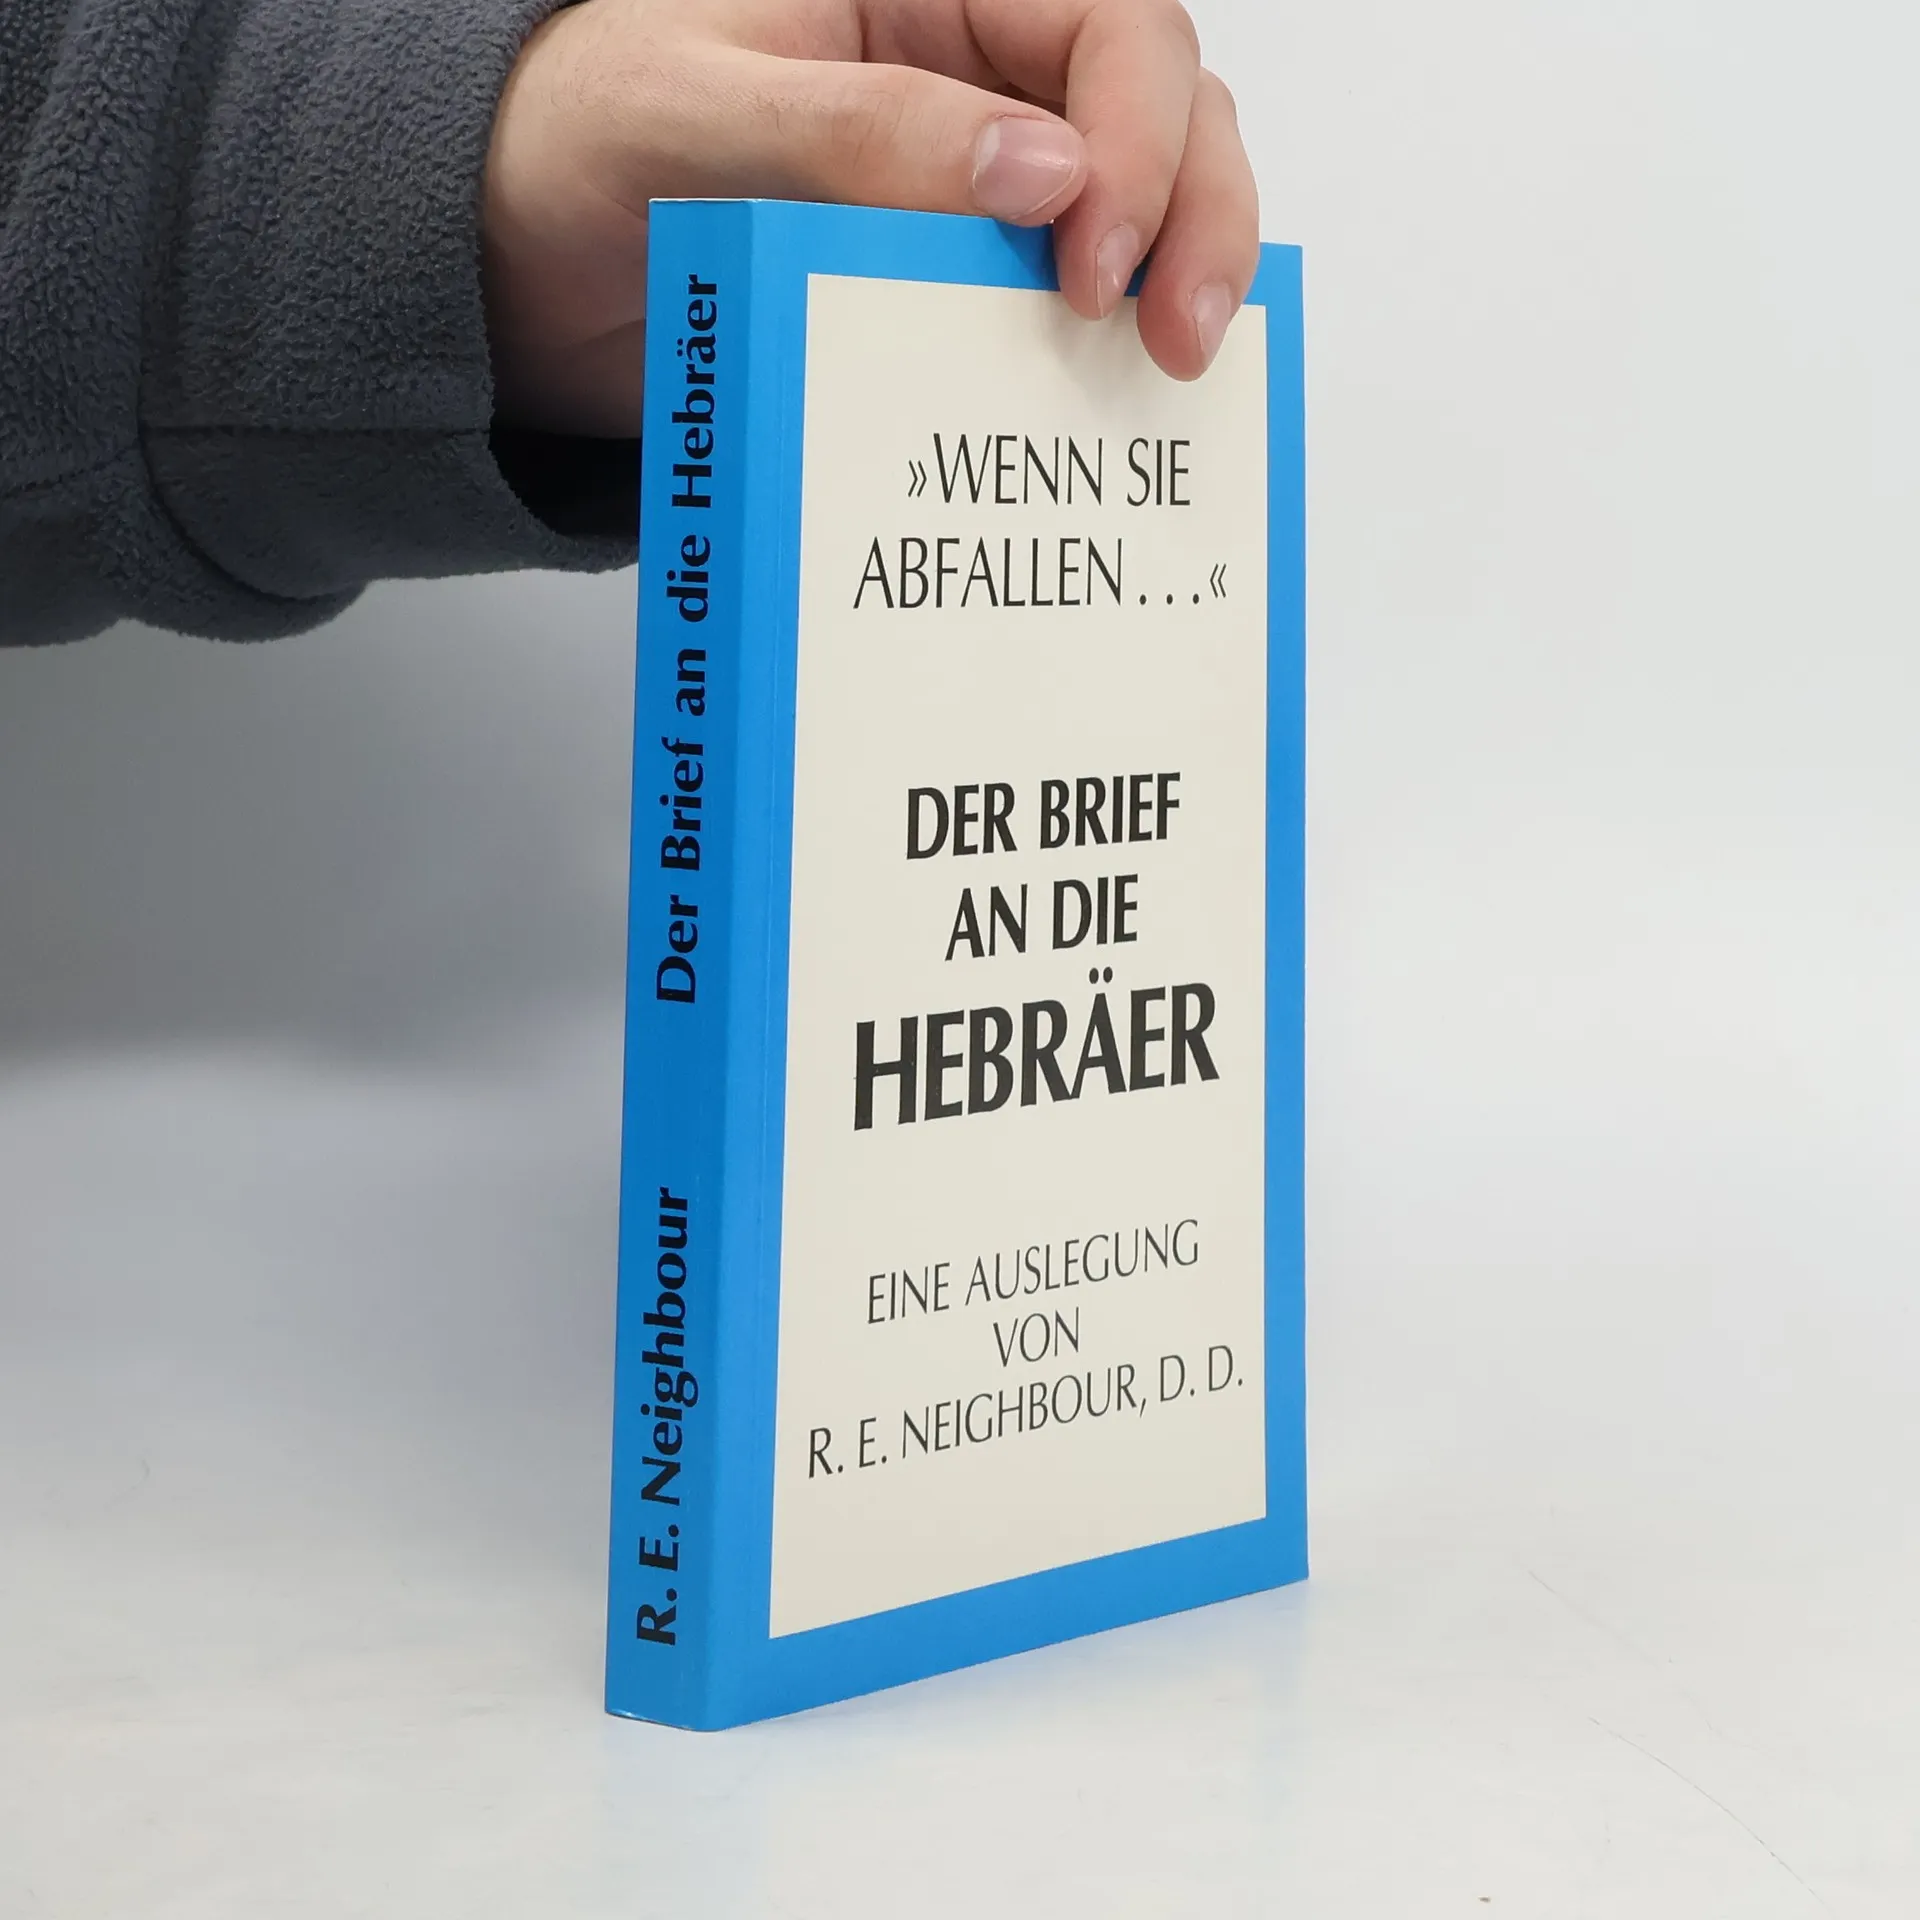 »WENN SIE
ABFALLEN...«
DER BRIEF
AN DIE
HEBRÄER
EINE AUSLEGUNG
VON
R. E. NEIGHBOUR, D. D.
R. E. Neighbour Der Brief an die Hebräer